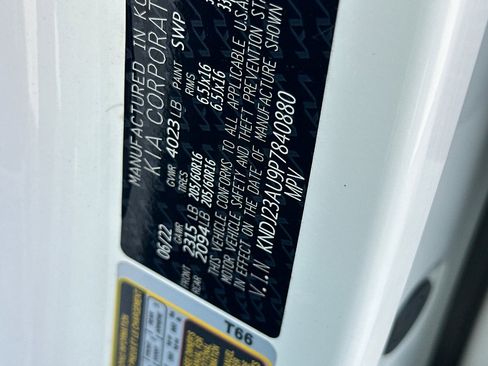 MANUFACTURED IN KO
KIA CORPORAT
GVWR 4023 LB PAINT SWP
GAWR TIRES RIMS
06/22 FRONT 2315 LB 205/60R16 6.5Jx16
REAR 2094 LB 205/60R16 6.5Jx16
THIS VEHICLE CONFORMS TO ALL APPLICABLE U.S.A
MOTOR VEHICLE SAFETY AND THEFT PREVENTION STA
IN EFFECT ON THE DATE OF MANUFACTURE SHOWN
V.I.N KNDJ23AU9P7840880
MPV
T66